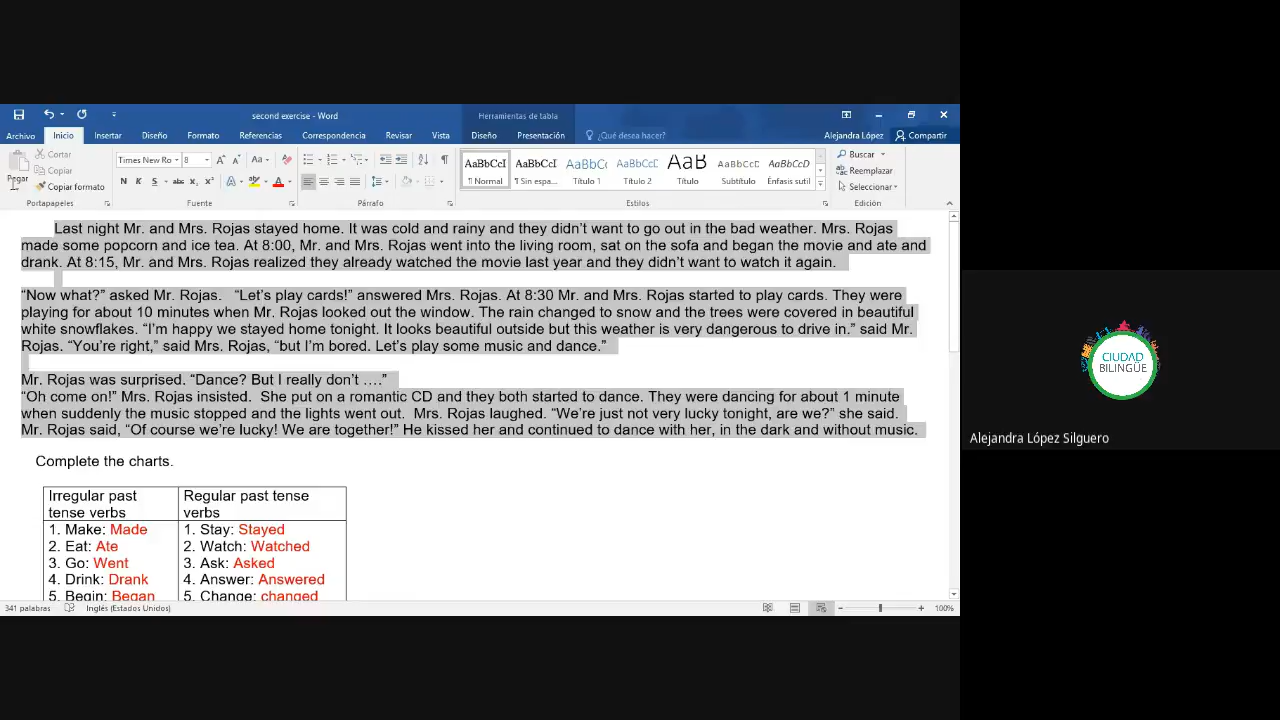 second exercise - Word
Herramientas de tabla
Archivo Inicio Insertar Diseño Formato Referencias Correspondencia Revisar Vista Diseño Presentación ¿Qué desea hacer? Alejandra López Compartir
Pegar
Cortar
Copiar
Copiar formato
Portapapeles
Times New Ro 8
N K S abc x₂ x²
Fuente
Párrafo
AaBbCcI AaBbCcI AaBbCc AaBbCcC AaB AaBbCcC AaBbCcI
¶ Normal ¶ Sin espa... Título 1 Título 2 Título Subtítulo Énfasis sutil
Estilos
Buscar
Reemplazar
Seleccionar
Edición
Last night Mr. and Mrs. Rojas stayed home. It was cold and rainy and they didn’t want to go out in the bad weather. Mrs. Rojas
made some popcorn and ice tea. At 8:00, Mr. and Mrs. Rojas went into the living room, sat on the sofa and began the movie and ate and
drank. At 8:15, Mr. and Mrs. Rojas realized they already watched the movie last year and they didn’t want to watch it again.
“Now what?” asked Mr. Rojas. “Let’s play cards!” answered Mrs. Rojas. At 8:30 Mr. and Mrs. Rojas started to play cards. They were
playing for about 10 minutes when Mr. Rojas looked out the window. The rain changed to snow and the trees were covered in beautiful
white snowflakes. “I’m happy we stayed home tonight. It looks beautiful outside but this weather is very dangerous to drive in.” said Mr.
Rojas. “You’re right,” said Mrs. Rojas, “but I’m bored. Let’s play some music and dance.”
Mr. Rojas was surprised. “Dance? But I really don’t ….”
“Oh come on!” Mrs. Rojas insisted. She put on a romantic CD and they both started to dance. They were dancing for about 1 minute
when suddenly the music stopped and the lights went out. Mrs. Rojas laughed. “We’re just not very lucky tonight, are we?” she said.
Mr. Rojas said, “Of course we’re lucky! We are together!” He kissed her and continued to dance with her, in the dark and without music.
Complete the charts.
Irregular past
tense verbs
1. Make: Made
2. Eat: Ate
3. Go: Went
4. Drink: Drank
5. Begin: Began
Regular past tense
verbs
1. Stay: Stayed
2. Watch: Watched
3. Ask: Asked
4. Answer: Answered
5. Change: changed
341 palabras Inglés (Estados Unidos) 100%
CIUDAD
BILINGÜE
Alejandra López Silguero